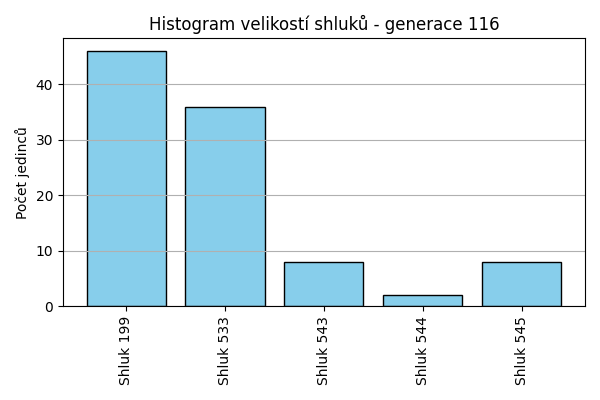 Histogram velikostí shluků - generace 116
Počet jedinců
40
30
20
10
0
Shluk 199
Shluk 533
Shluk 543
Shluk 544
Shluk 545